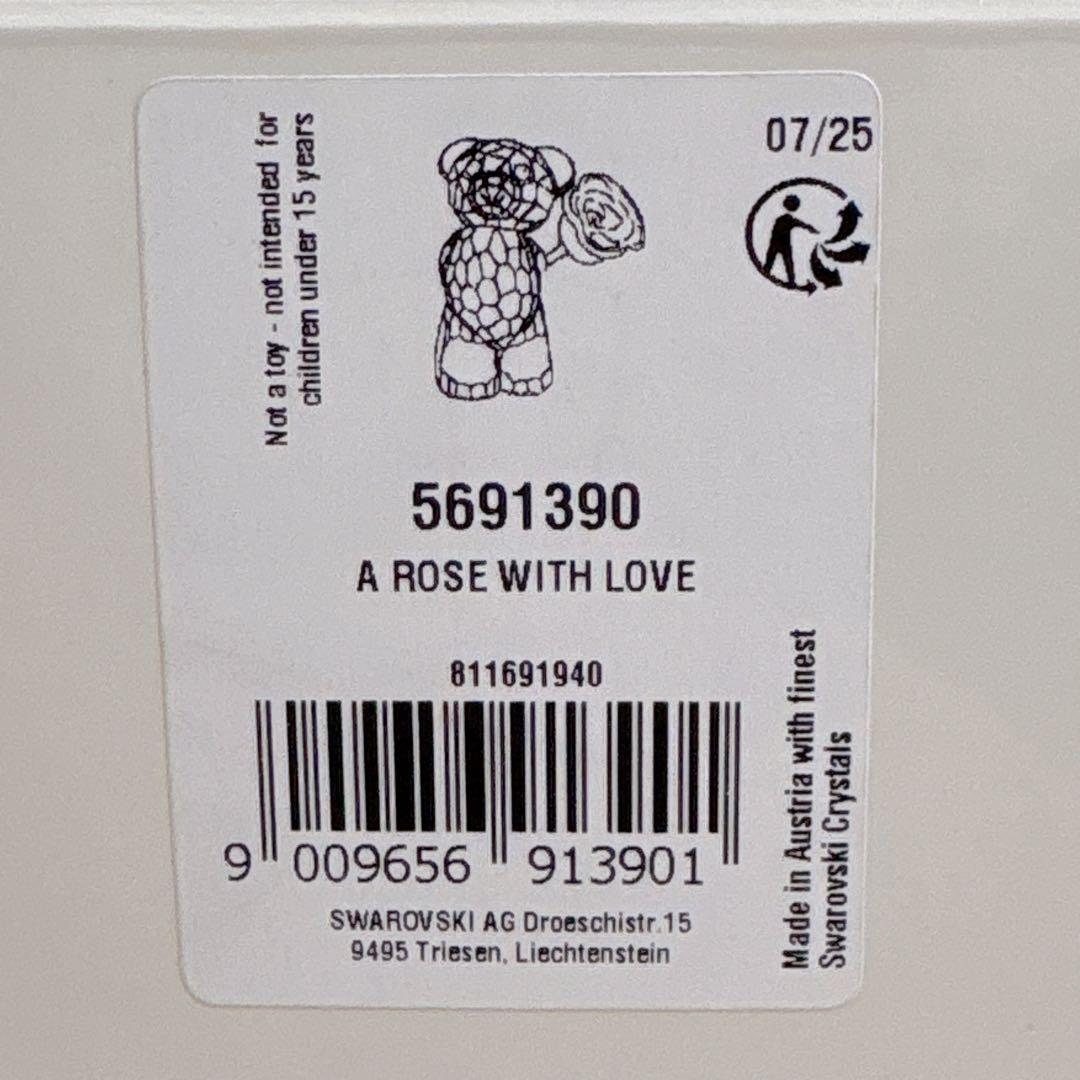 Not a toy - not intended for
children under 15 years
07/25
5691390
A ROSE WITH LOVE
811691940
9 009656 913901
SWAROVSKI AG Droeschistr.15
9495 Triesen, Liechtenstein
Made in Austria with finest
Swarovski Crystals